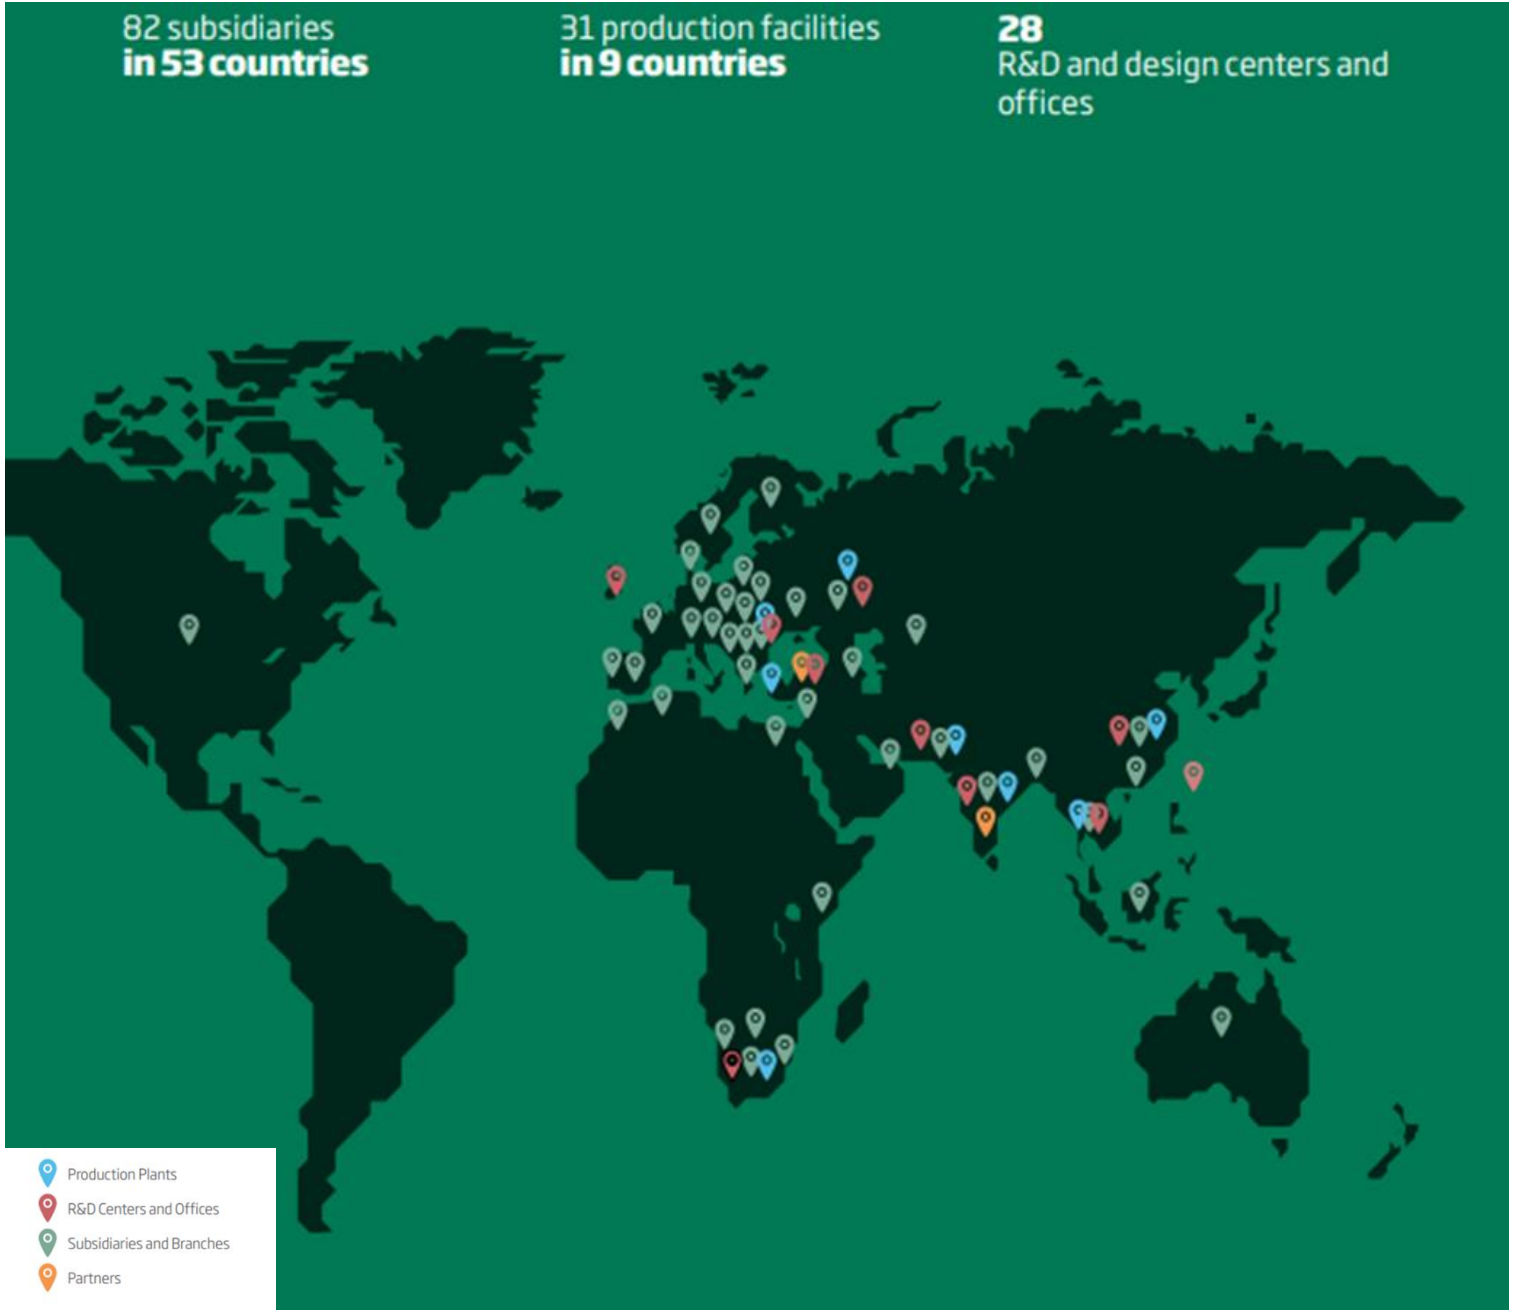 82 subsidiaries
in 53 countries
31 production facilities
in 9 countries
28
R&D and design centers and
offices
Production Plants
R&D Centers and Offices
Subsidiaries and Branches
Partners